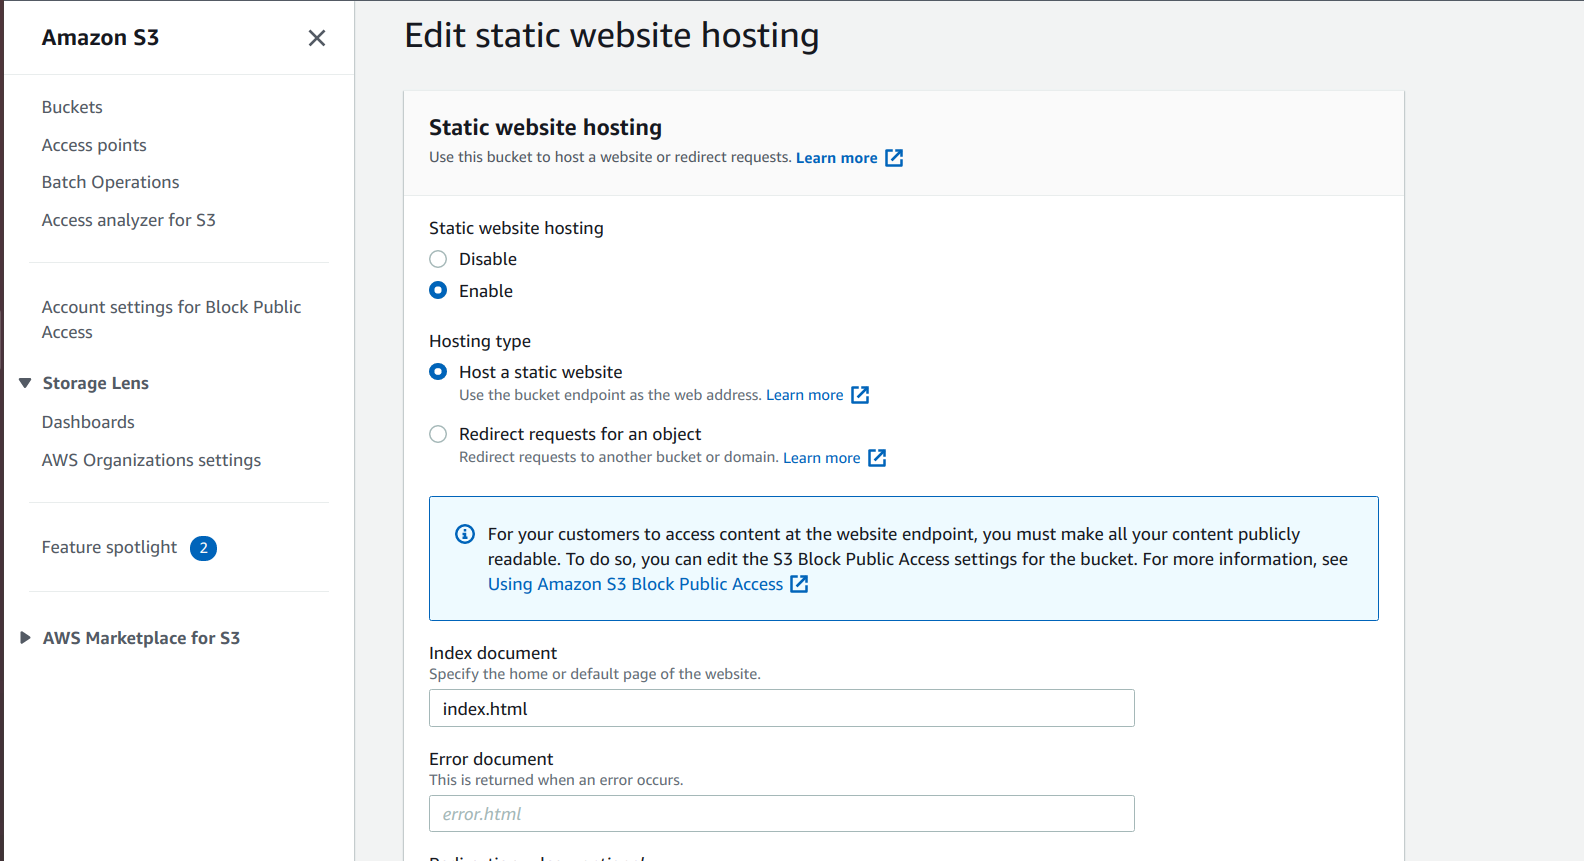 Amazon S3
Buckets
Access points
Batch Operations
Access analyzer for S3
Account settings for Block Public
Access
Storage Lens
Dashboards
AWS Organizations settings
Feature spotlight 2
AWS Marketplace for S3
Edit static website hosting
Static website hosting
Use this bucket to host a website or redirect requests. Learn more
Static website hosting
Disable
Enable
Hosting type
Host a static website
Use the bucket endpoint as the web address. Learn more
Redirect requests for an object
Redirect requests to another bucket or domain. Learn more
For your customers to access content at the website endpoint, you must make all your content publicly
readable. To do so, you can edit the S3 Block Public Access settings for the bucket. For more information, see
Using Amazon S3 Block Public Access
Index document
Specify the home or default page of the website.
index.html
Error document
This is returned when an error occurs.
error.html